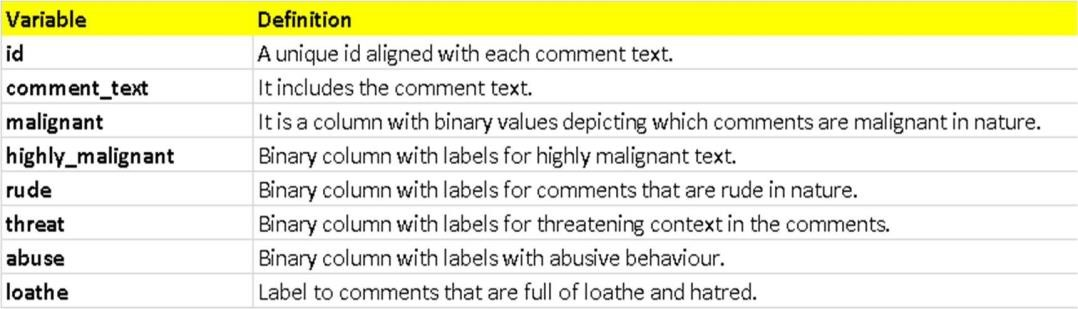 Variable Definition
id A unique id aligned with each comment text.
comment_text It includes the comment text.
malignant It is a column with binary values depicting which comments are malignant in nature.
highly_malignant Binary column with labels for highly malignant text.
rude Binary column with labels for comments that are rude in nature.
threat Binary column with labels for threatening context in the comments.
abuse Binary column with labels with abusive behaviour.
loathe Label to comments that are full of loathe and hatred.